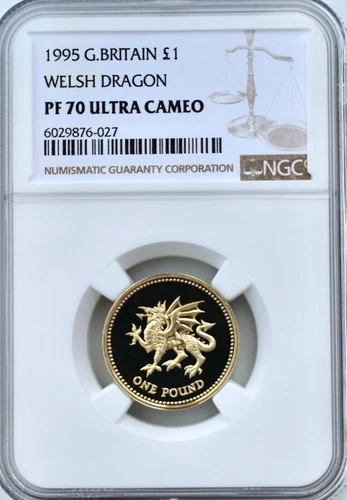 1995 G.BRITAIN £1
WELSH DRAGON
PF 70 ULTRA CAMEO
6029876-027
NUMISMATIC GUARANTY CORPORATION
NGC
ONE POUND